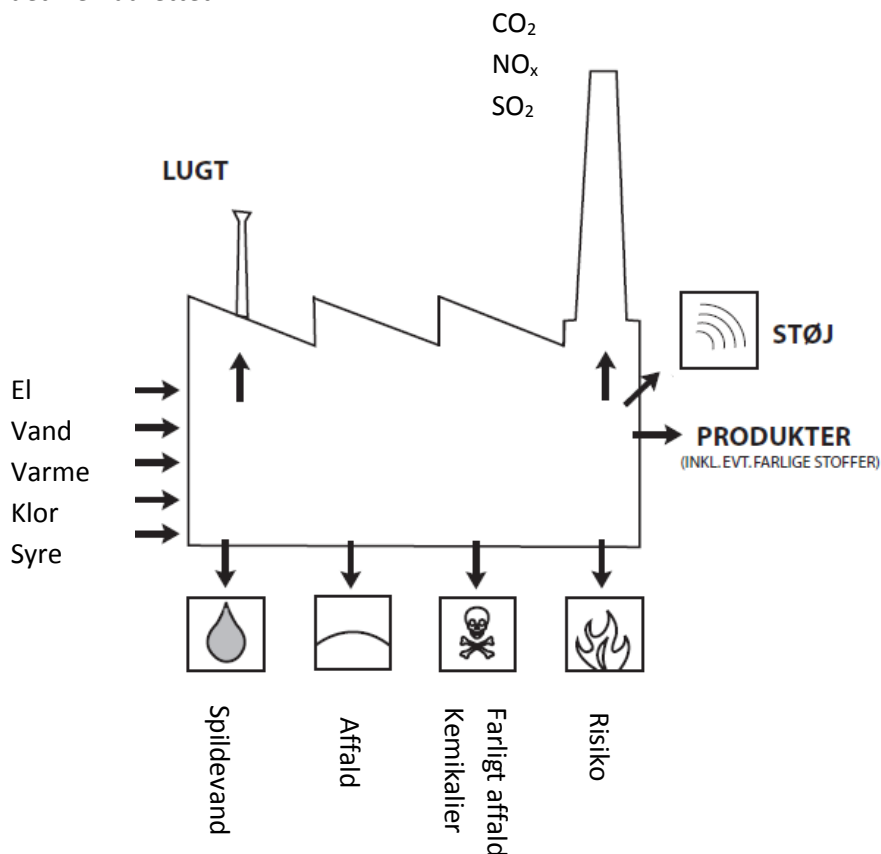 CO₂
NOₓ
SO₂
LUGT
STØJ
El
Vand
Varme
Klor
Syre
PRODUKTER
(INKL. EVT. FARLIGE STOFFER)
Spildevand
Affald
Farligt affald
Kemikalier
Risiko